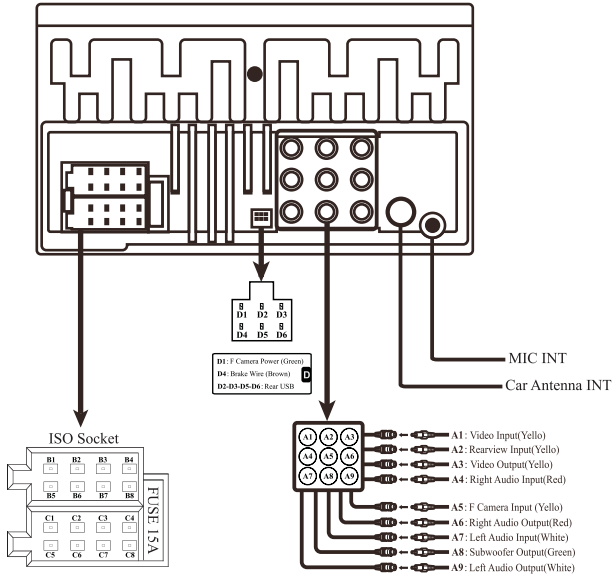 MIC INT
Car Antenna INT
D1 D2 D3
D4 D5 D6
D1: F Camera Power (Green)
D4: Brake Wire (Brown)
D2-D3-D5-D6: Rear USB
D
ISO Socket
B1 B2 B3 B4
B5 B6 B7 B8
C1 C2 C3 C4
C5 C6 C7 C8
FUSE 15A
A1 A2 A3
A4 A5 A6
A7 A8 A9
A1: Video Input(Yello)
A2: Rearview Input(Yello)
A3: Video Output(Yello)
A4: Right Audio Input(Red)
A5: F Camera Input (Yello)
A6: Right Audio Output(Red)
A7: Left Audio Input(White)
A8: Subwoofer Output(Green)
A9: Left Audio Output(White)